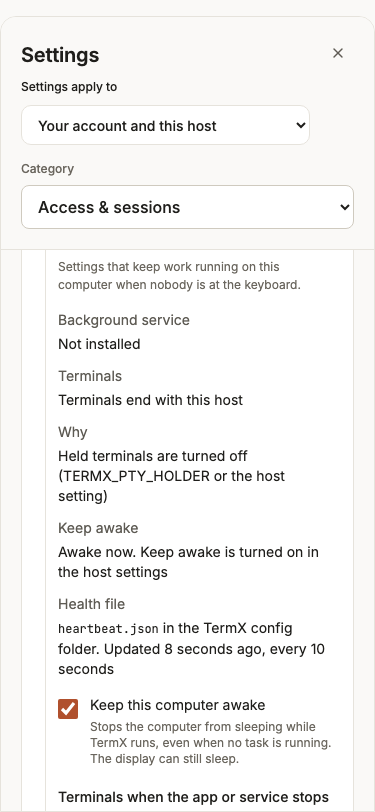 Settings
×
Settings apply to
Your account and this host
Category
Access & sessions
Settings that keep work running on this
computer when nobody is at the keyboard.
Background service
Not installed
Terminals
Terminals end with this host
Why
Held terminals are turned off
(TERMX_PTY_HOLDER or the host
setting)
Keep awake
Awake now. Keep awake is turned on in
the host settings
Health file
heartbeat.json in the TermX config
folder. Updated 8 seconds ago, every 10
seconds
Keep this computer awake
Stops the computer from sleeping while
TermX runs, even when no task is running.
The display can still sleep.
Terminals when the app or service stops